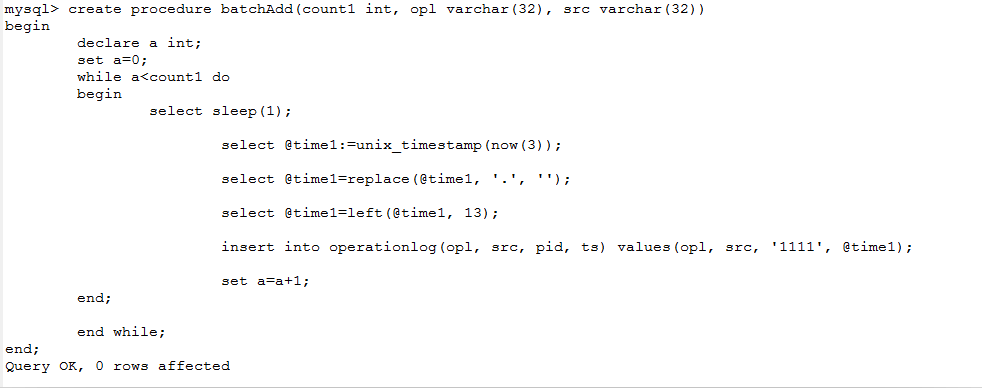 mysql> create procedure batchAdd(count1 int, opl varchar(32), src varchar(32))
begin
declare a int;
set a=0;
while a<count1 do
begin
select sleep(1);
select @time1:=unix_timestamp(now(3));
select @time1=replace(@time1, '.', '');
select @time1=left(@time1, 13);
insert into operationlog(opl, src, pid, ts) values(opl, src, '1111', @time1);
set a=a+1;
end;
end while;
end;
Query OK, 0 rows affected